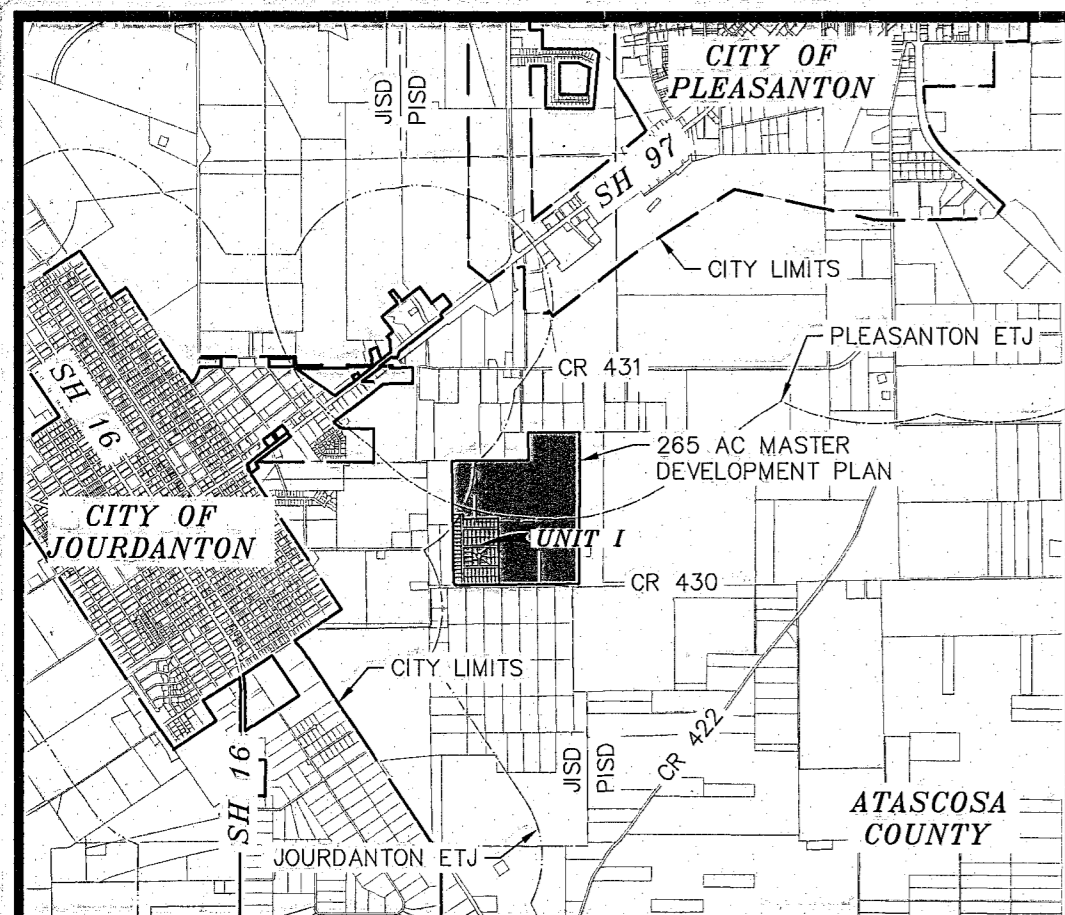 CITY OF
PLEASANTON
JISD
PISD
SH 97
CITY LIMITS
PLEASANTON ETJ
CR 431
SH 16
265 AC MASTER
DEVELOPMENT PLAN
CITY OF
JOURDANTON
UNIT I
CR 430
CITY LIMITS
JISD
PISD
CR 422
SH 16
ATASCOSA
COUNTY
JOURDANTON ETJ